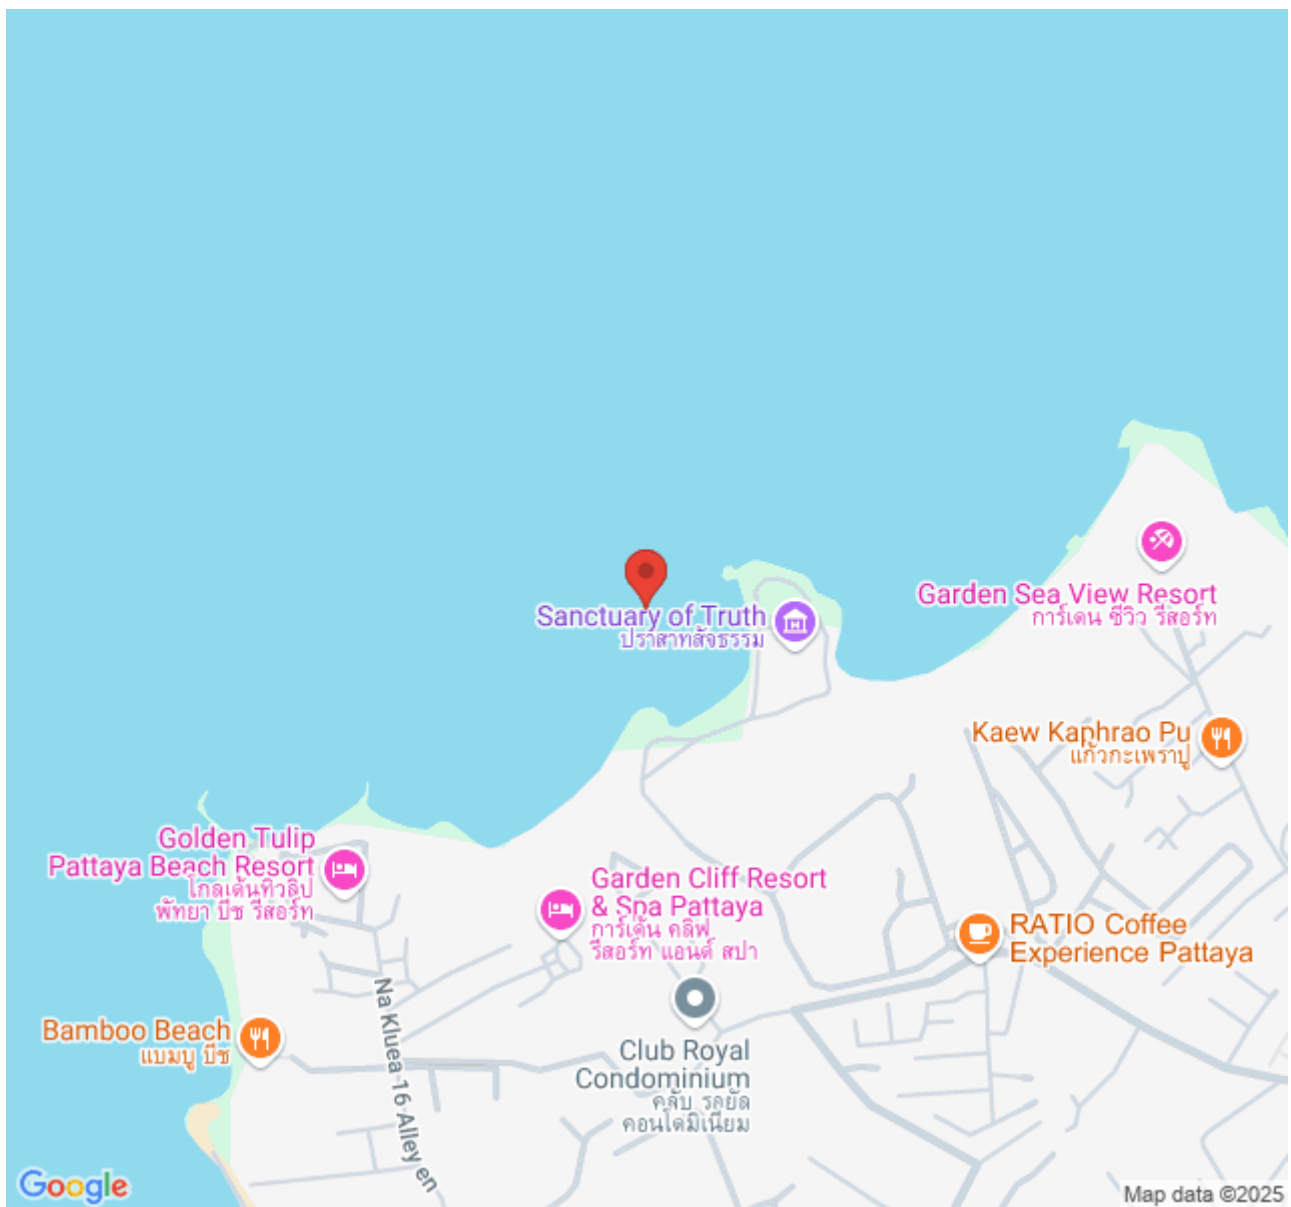 Garden Sea View Resort
การ์เดน ซีวิว รีสอร์ท
Sanctuary of Truth
ปราสาทสัจธรรม
Kaew Kaphrao Pu
แก้วกะเพราปู
Golden Tulip
Pattaya Beach Resort
โกลเด้นทิวลิป
พัทยา บีช รีสอร์ท
Garden Cliff Resort
& Spa Pattaya
การ์เด้น คลิฟ
รีสอร์ท แอนด์ สปา
RATIO Coffee
Experience Pattaya
Na Kluea 16 Alley
en
Bamboo Beach
แบมบู บีช
Club Royal
Condominium
คลับ รอยัล
คอนโดมิเนียม
Google
Map data ©2025